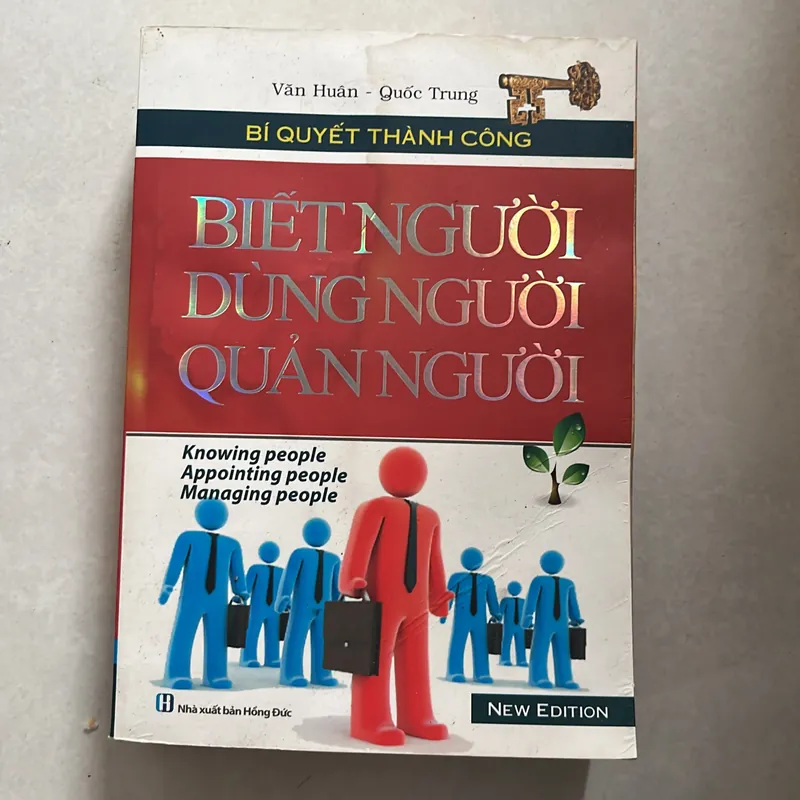 Văn Huân - Quốc Trung
BÍ QUYẾT THÀNH CÔNG
BIẾT NGƯỜI
DÙNG NGƯỜI
QUẢN NGƯỜI
Knowing people
Appointing people
Managing people
Nhà xuất bản Hồng Đức
NEW EDITION